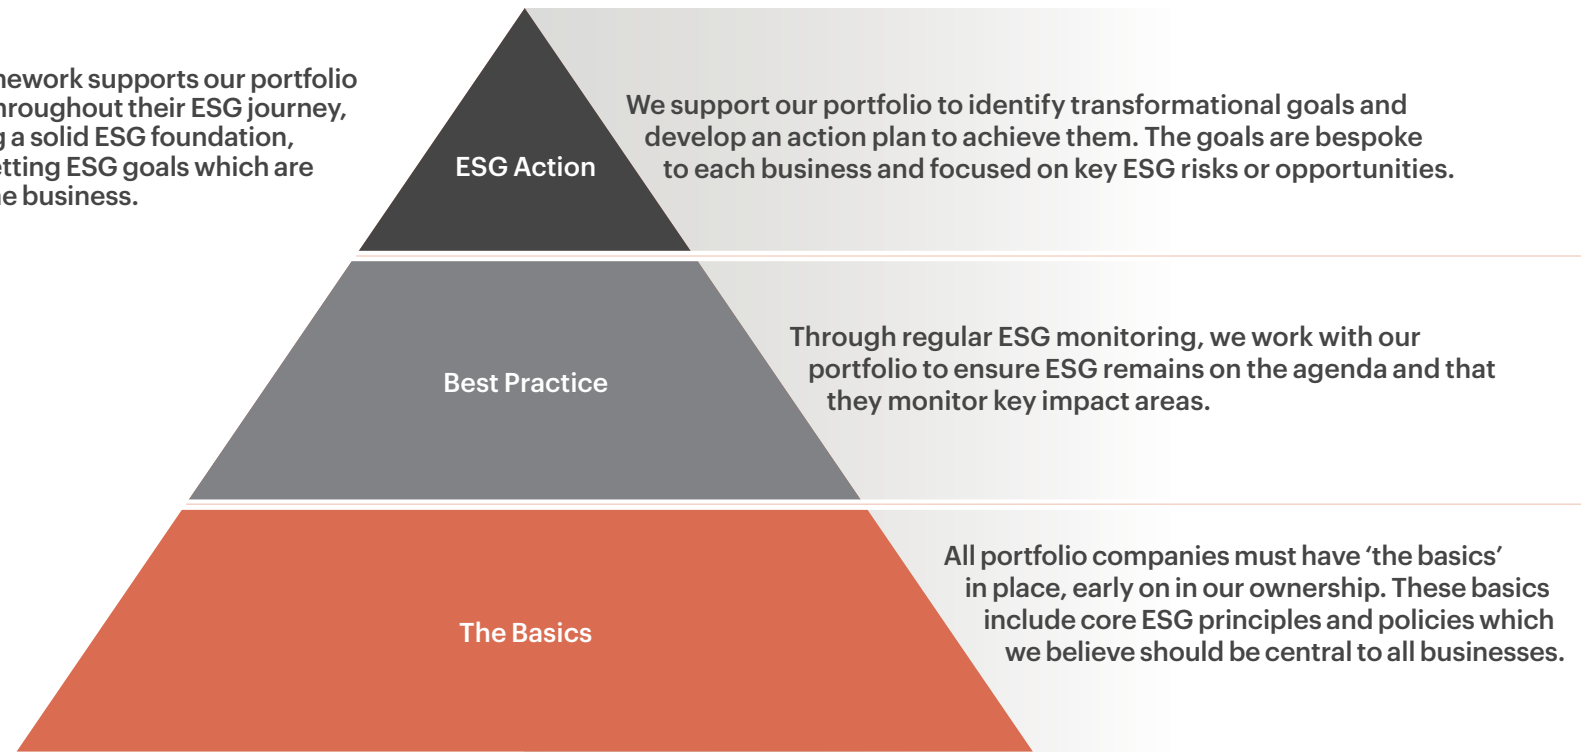 supports our portfolio
throughout their ESG journey,
a solid ESG foundation,
ESG goals which are
business.
ESG Action
We support our portfolio to identify transformational goals and
develop an action plan to achieve them. The goals are bespoke
to each business and focused on key ESG risks or opportunities.
Best Practice
Through regular ESG monitoring, we work with our
portfolio to ensure ESG remains on the agenda and that
they monitor key impact areas.
The Basics
All portfolio companies must have ‘the basics’
in place, early on in our ownership. These basics
include core ESG principles and policies which
we believe should be central to all businesses.